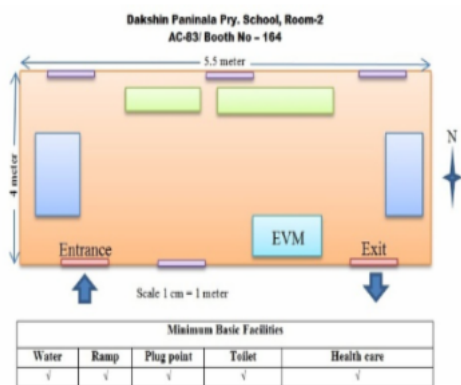 Dakshin Paninala Pry. School, Room-2
AC-83/ Booth No – 164
5.5 meter
4 meter
N
Entrance
EVM
Exit
Scale 1 cm = 1 meter
Minimum Basic Facilities
Water Ramp Plug point Toilet Health care
√ √ √ √ √